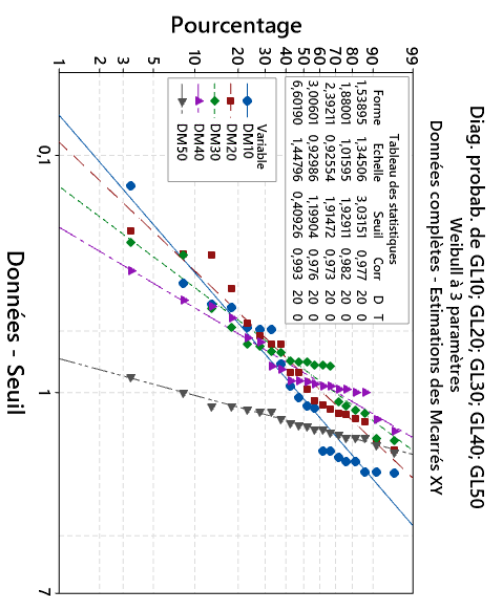 Diag. probab. de GL10; GL20; GL30; GL40; GL50
Weibull à 3 paramètres
Données complètes - Estimations des Mcarrés XY
Pourcentage
99
90
80
70
60
50
40
30
20
10
5
3
2
1
0,1
1
7
Données - Seuil
Variable
DM10
DM20
DM30
DM40
DM50
Tableau des statistiques
Forme Echelle Seuil Corr D T
1,53895 1,34506 3,03151 0,977 20 0
1,88001 1,01595 1,92911 0,982 20 0
2,39211 0,92554 1,91472 0,973 20 0
3,00601 0,92986 1,19904 0,976 20 0
6,60190 1,44796 0,40926 0,993 20 0